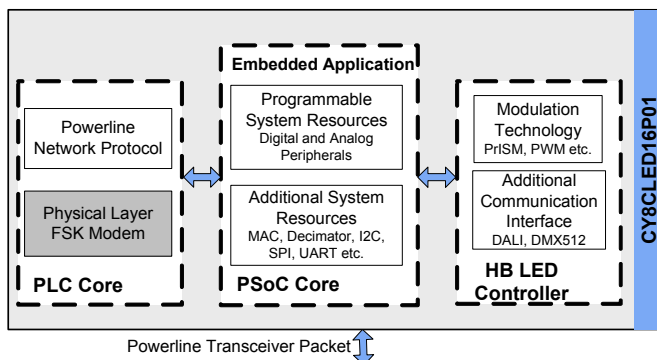 Powerline
Network Protocol
Physical Layer
FSK Modem
PLC Core
Embedded Application
Programmable
System Resources
Digital and Analog
Peripherals
Additional System
Resources
MAC, Decimator, I2C,
SPI, UART etc.
PSoC Core
Modulation
Technology
PrISM, PWM etc.
Additional
Communication
Interface
DALI, DMX512
HB LED
Controller
CY8CLED16P01
Powerline Transceiver Packet